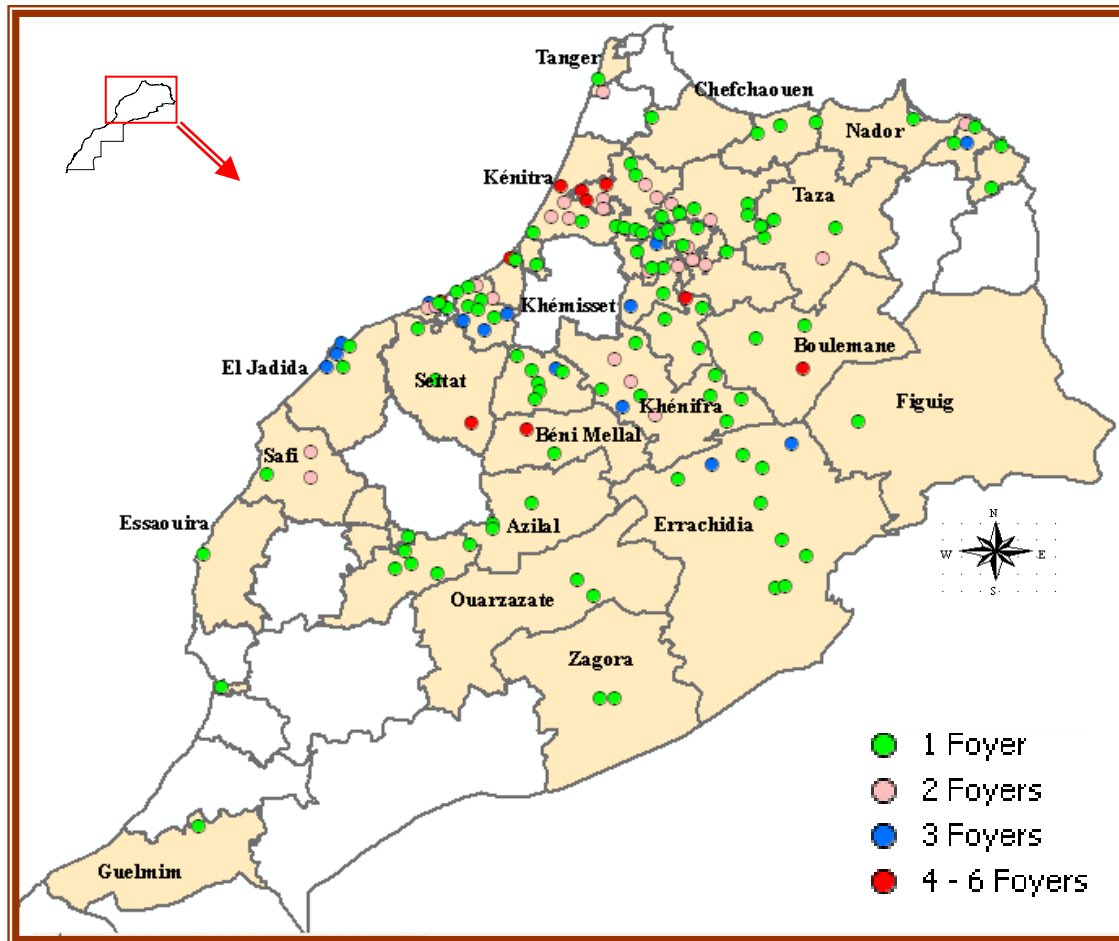 Tanger
Chefchaouen
Nador
Kénitra
Taza
Khémisset
Boulemane
El Jadida
Settat
Khénifra
Figuig
Béni Mellal
Safi
Essaouira
Azilal
Errachidia
N
W
E
S
Ouarzazate
Zagora
1 Foyer
2 Foyers
3 Foyers
4 - 6 Foyers
Guelmim